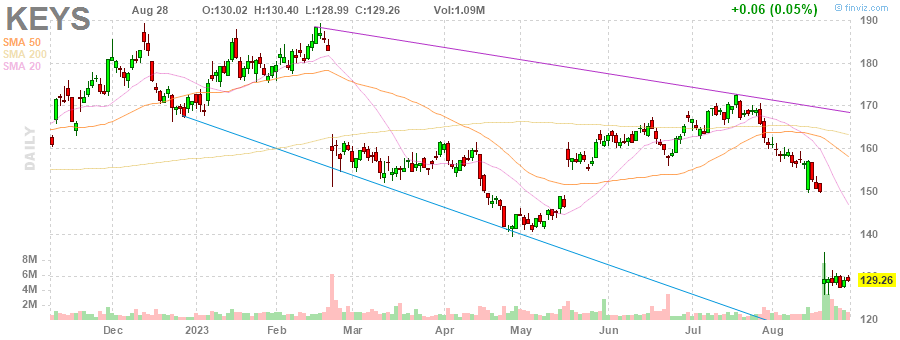 KEYS Aug 28 O:130.02 H:130.40 L:128.99 C:129.26 Vol:1.09M +0.06 (0.05%) © finviz.com
SMA 50
SMA 200
SMA 20
DAILY
190
180
170
160
150
140
130
129.26
120
8M
6M
4M
2M
Dec 2023 Feb Mar Apr May Jun Jul Aug